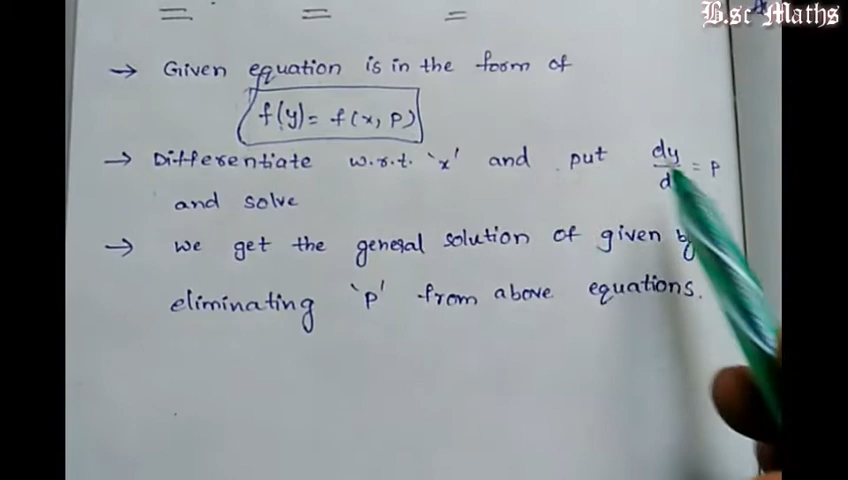 B.sc Maths
→ Given equation is in the form of
f(y) = f(x, p)
→ Differentiate w.r.t. 'x' and put dy/d = p
and solve
→ we get the general solution of given by
eliminating 'p' from above equations.